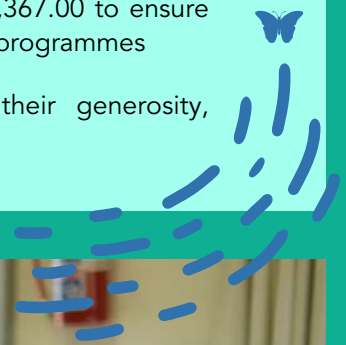 ,367.00 to ensure
programmes
their generosity,